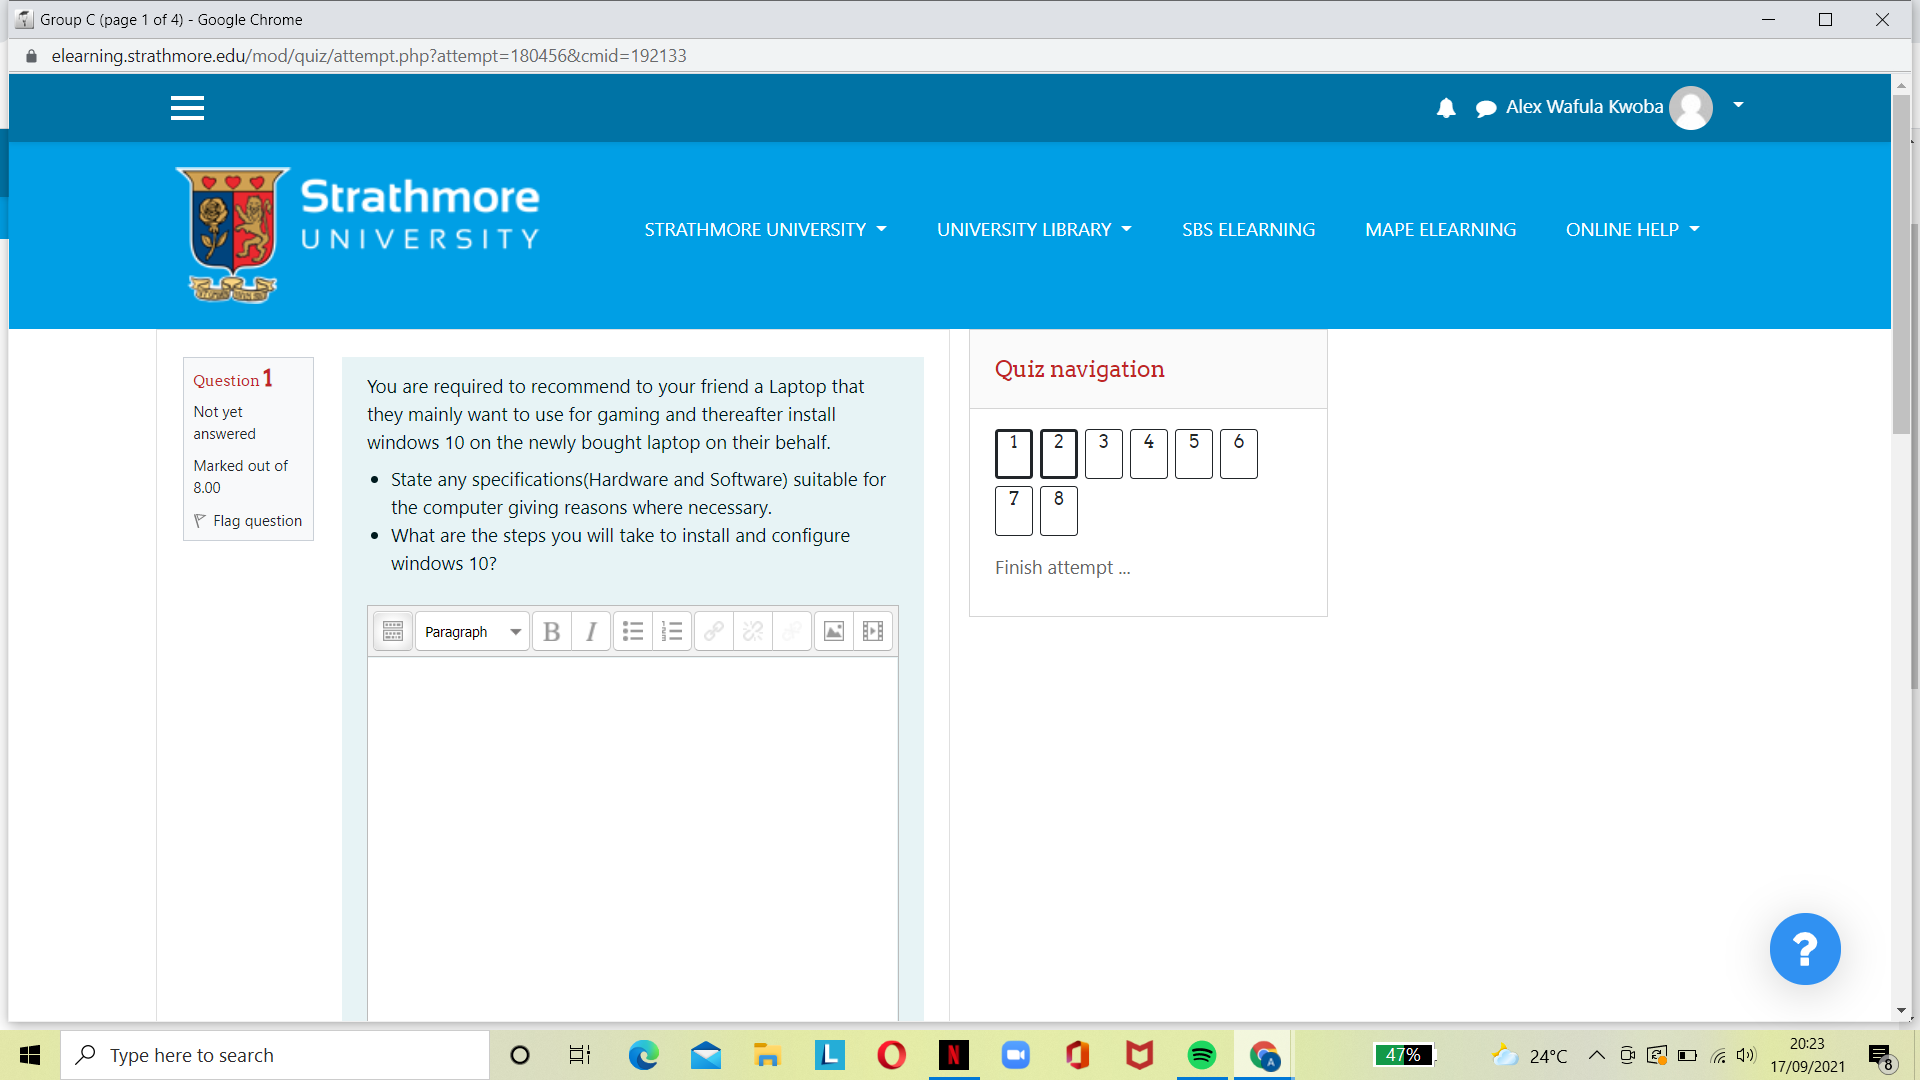 Group C (page 1 of 4) - Google Chrome
elearning.strathmore.edu/mod/quiz/attempt.php?attempt=180456&cmid=192133
Alex Wafula Kwoba
Strathmore
UNIVERSITY
STRATHMORE UNIVERSITY
UNIVERSITY LIBRARY
SBS ELEARNING
MAPE ELEARNING
ONLINE HELP
Question 1
Not yet
answered
Marked out of
8.00
Flag question
You are required to recommend to your friend a Laptop that
they mainly want to use for gaming and thereafter install
windows 10 on the newly bought laptop on their behalf.
• State any specifications(Hardware and Software) suitable for
the computer giving reasons where necessary.
• What are the steps you will take to install and configure
windows 10?
Paragraph
B I
Quiz navigation
1 2 3 4 5 6
7 8
Finish attempt ...
?
Type here to search
L
N
A
47%
24°C
20:23
17/09/2021
8